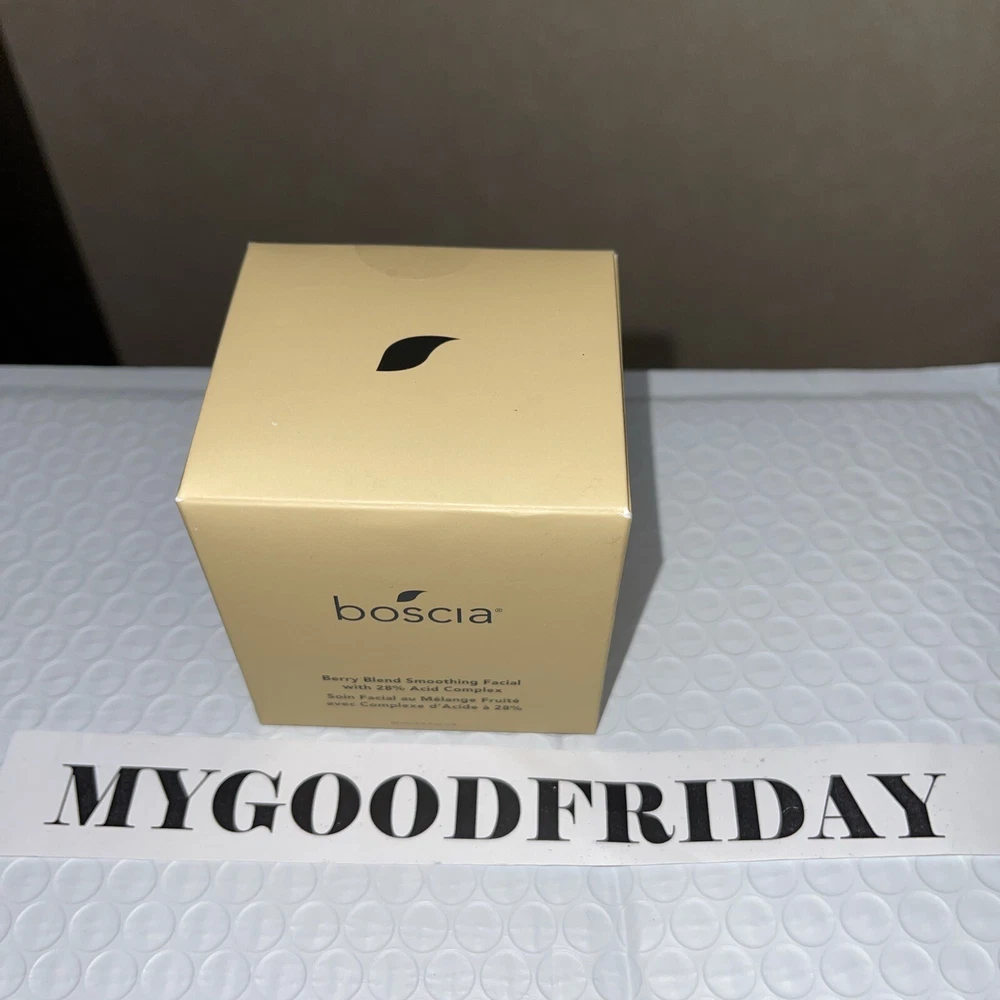 boscia®
Berry Blend Smoothing Facial
with 28% Acid Complex
Soin Facial au Mélange Fruité
avec Complexe d'Acide à 28%
MYGOODFRIDAY